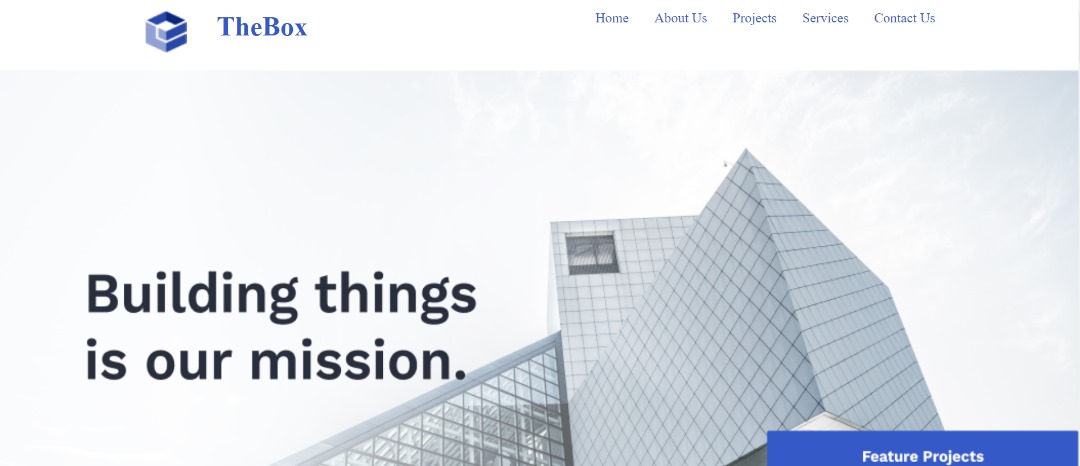 TheBox
Home About Us Projects Services Contact Us
Building things
is our mission.
Feature Projects